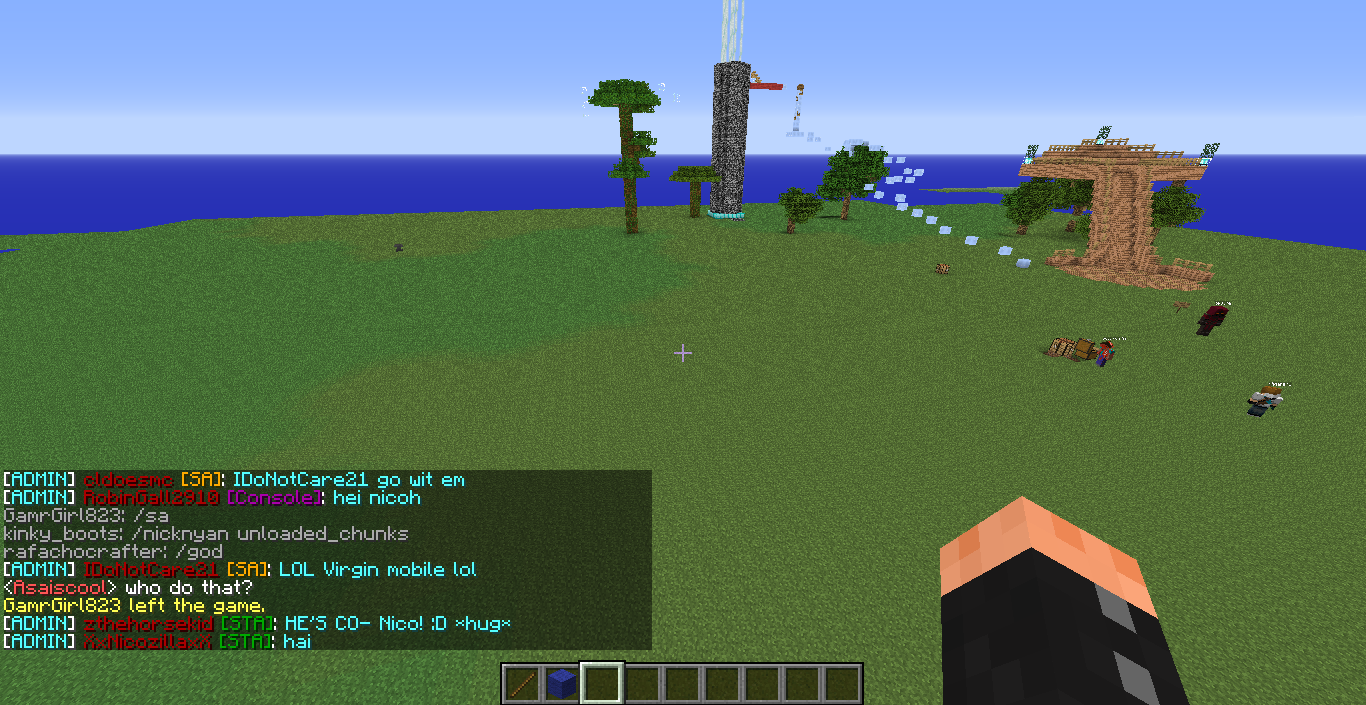 [ADMIN] cldoesmc [SA]: IDoNotCare21 go wit em
[ADMIN] RobinGall2910 [Console]: hei nicoh
GamrGirl823: /sa
kinky_boots: /nicknyan unloaded_chunks
rafachocrafter: /god
[ADMIN] IDoNotCare21 [SA]: LOL Virgin mobile lol
<Asaiscool> who do that?
GamrGirl823 left the game.
[ADMIN] zthehorsekid [STA]: HE'S CO- Nico! :D *hug*
[ADMIN] XxNicozillaxX [STA]: hai